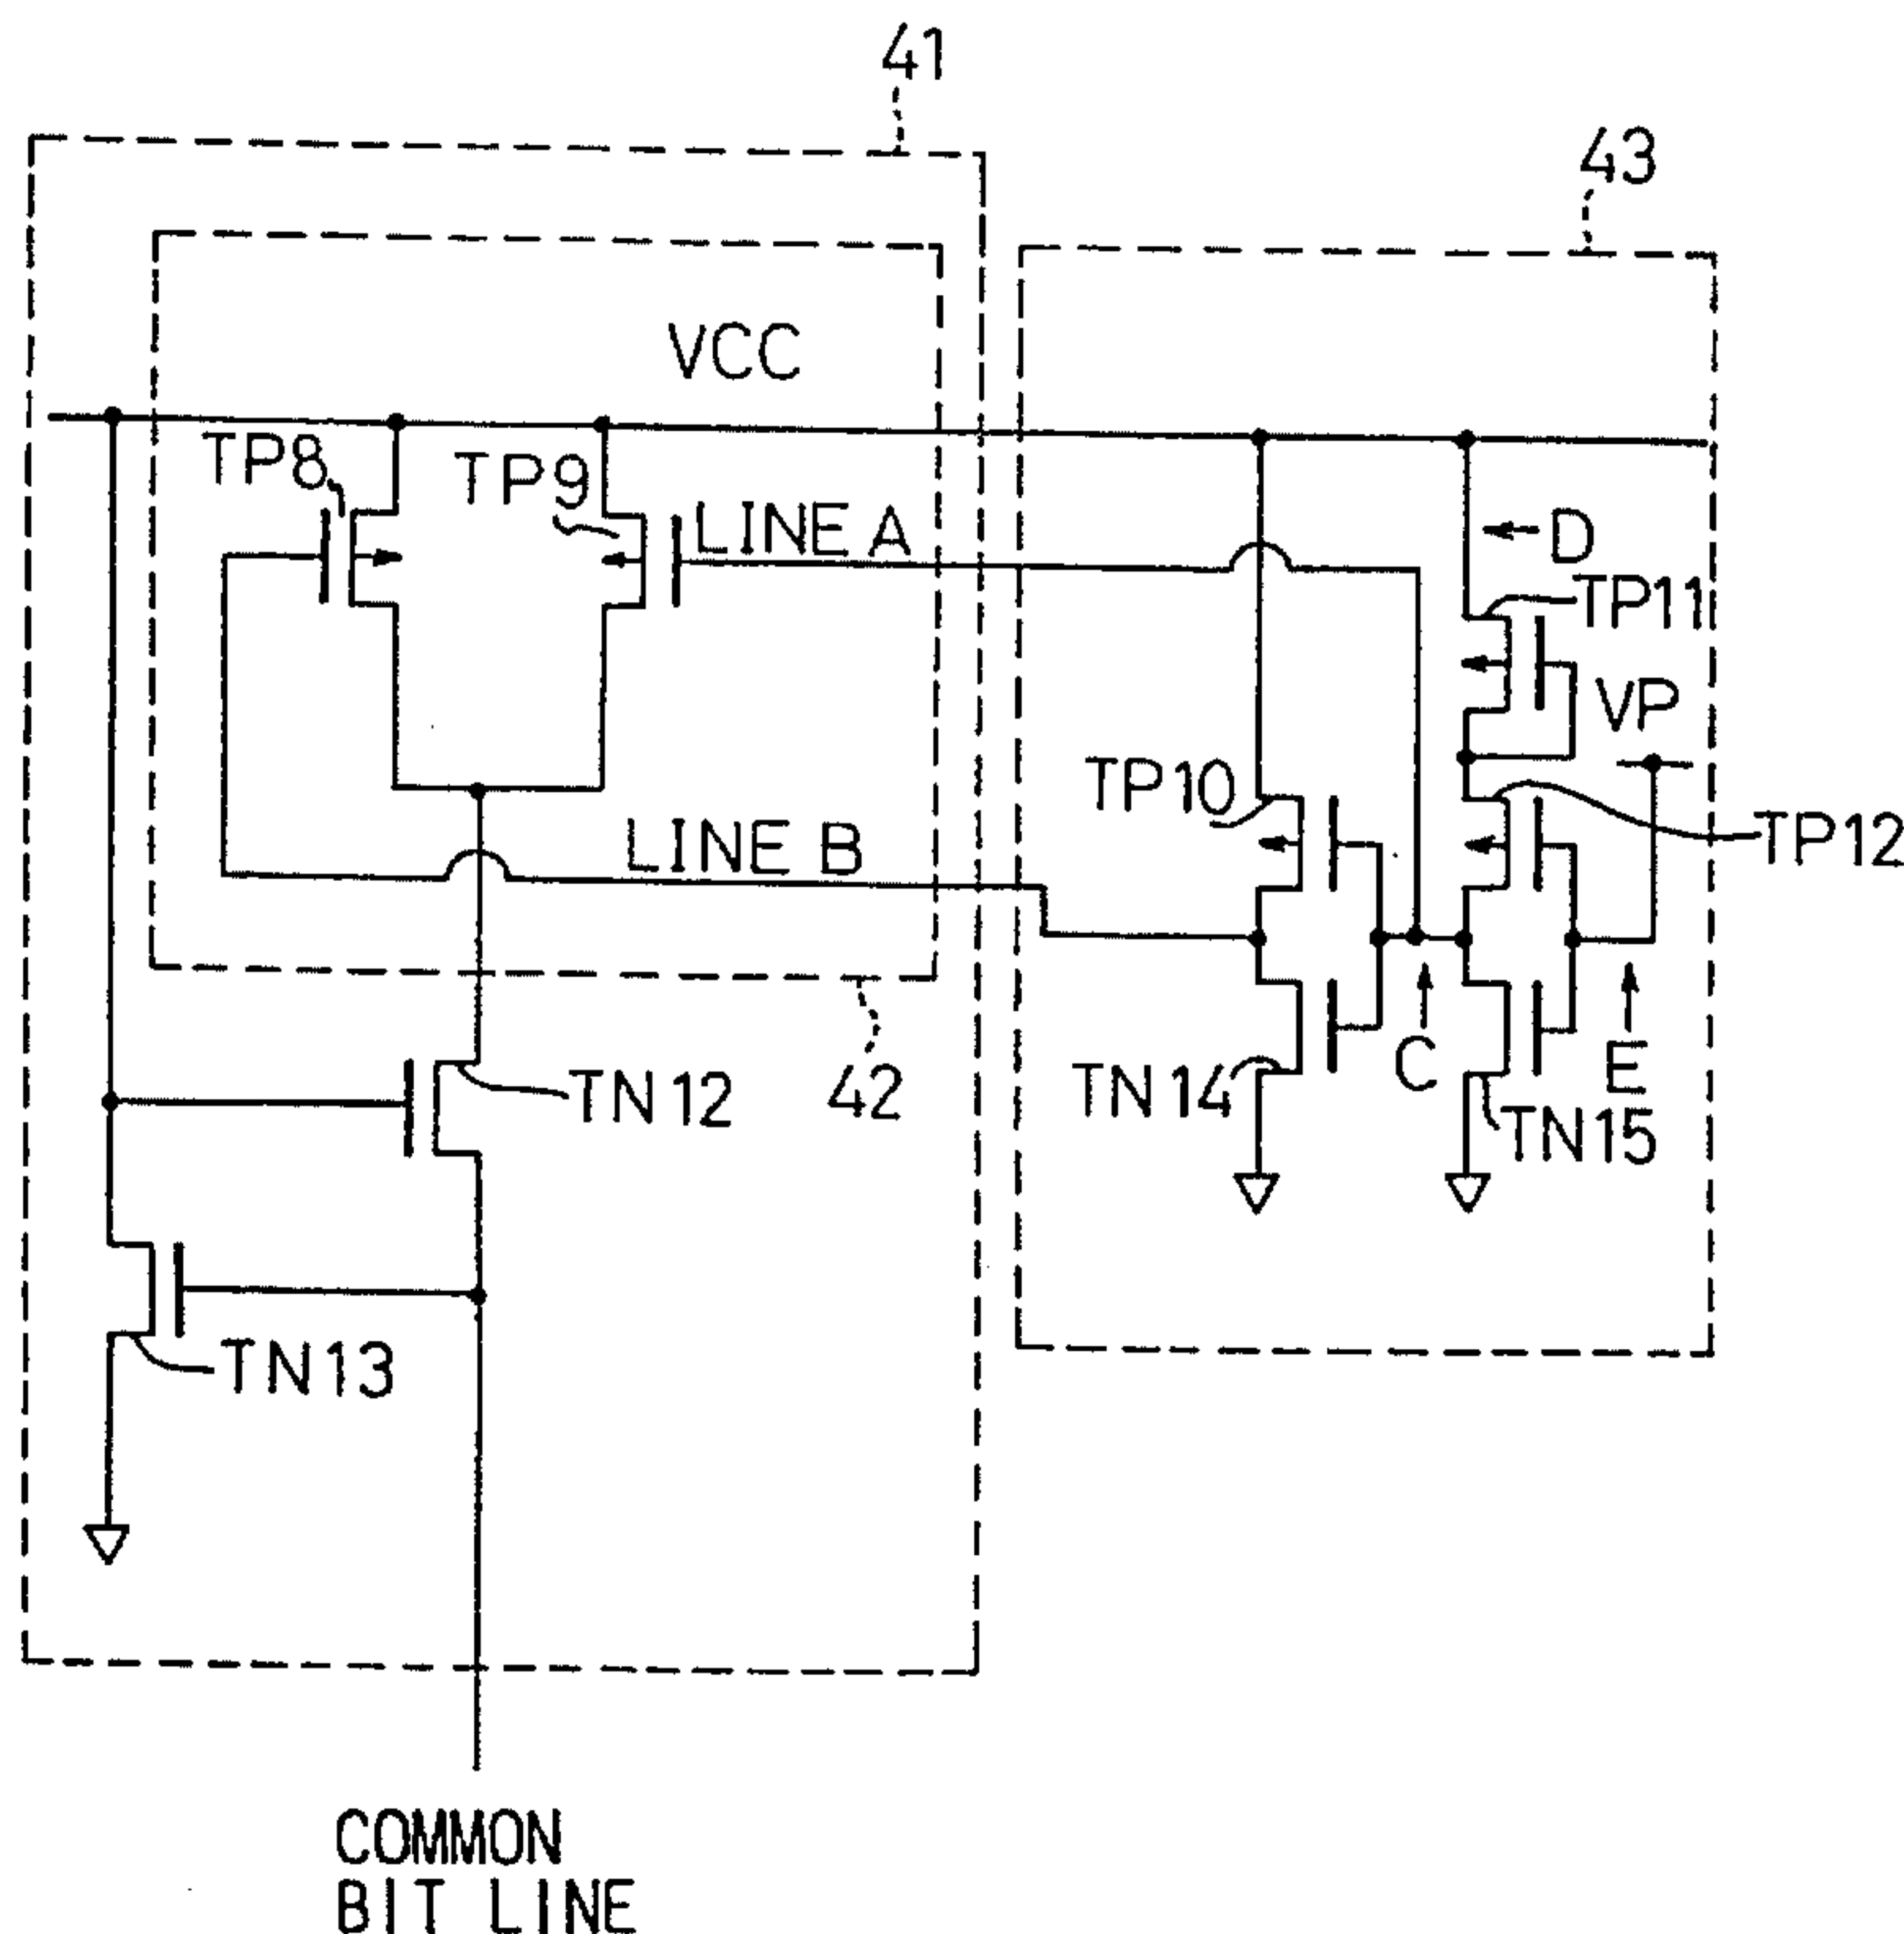 41
43
VCC
TP8
TP9
LINE A
D
TP11
VP
TP10
TP12
LINE B
C
E
TN12
42
TN14
TN15
TN13
COMMON
BIT LINE